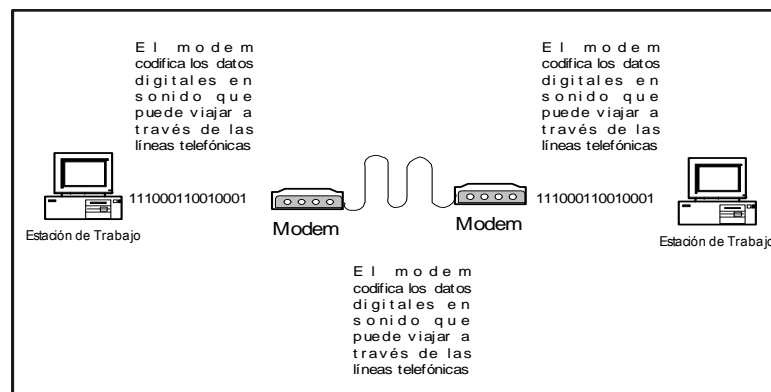 El modem
codifica los datos
digitales en
sonido que
puede viajar a
través de las
líneas telefónicas
El modem
codifica los datos
digitales en
sonido que
puede viajar a
través de las
líneas telefónicas
111000110010001
111000110010001
Estación de Trabajo
Modem
Modem
Estación de Trabajo
El modem
codifica los datos
digitales en
sonido que
puede viajar a
través de las
líneas telefónicas